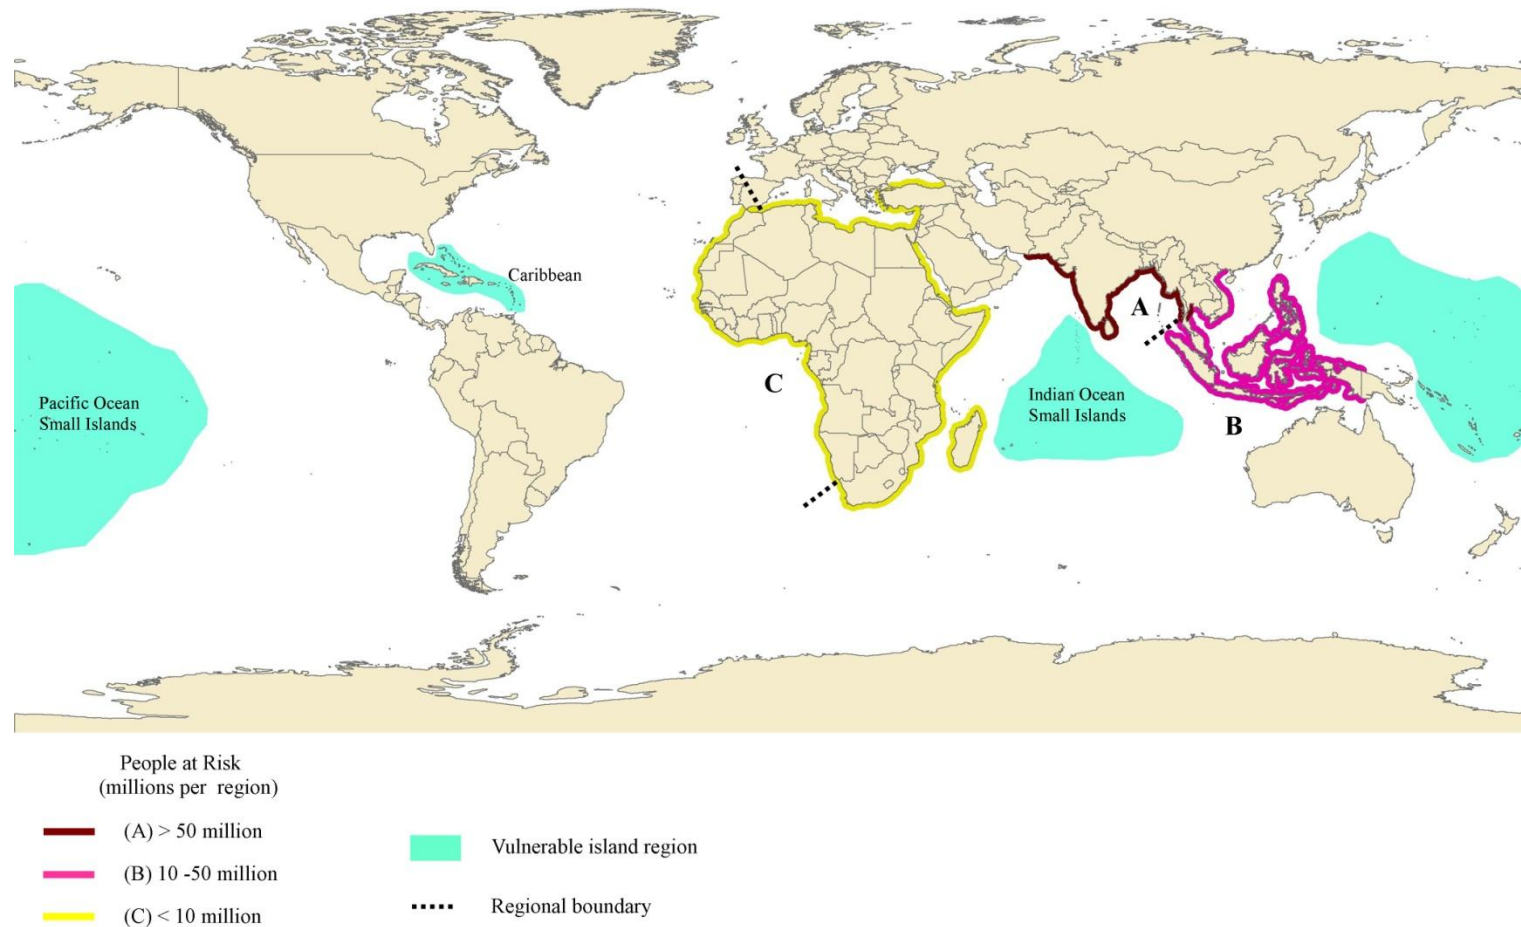 Caribbean
A
Pacific Ocean
Small Islands
C
Indian Ocean
Small Islands
B
People at Risk
(millions per region)
(A) > 50 million
(B) 10 -50 million
(C) < 10 million
Vulnerable island region
Regional boundary